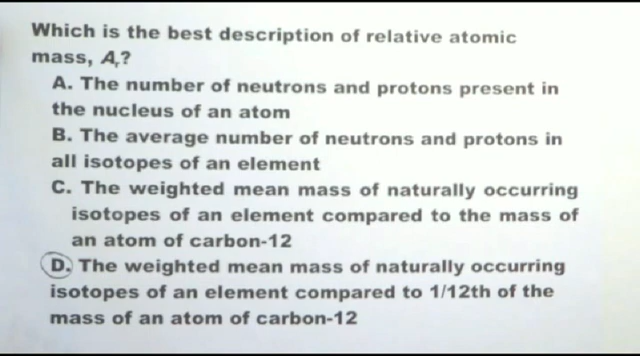 Which is the best description of relative atomic
mass, Aᵣ?
A. The number of neutrons and protons present in
the nucleus of an atom
B. The average number of neutrons and protons in
all isotopes of an element
C. The weighted mean mass of naturally occurring
isotopes of an element compared to the mass of
an atom of carbon-12
D. The weighted mean mass of naturally occurring
isotopes of an element compared to 1/12th of the
mass of an atom of carbon-12